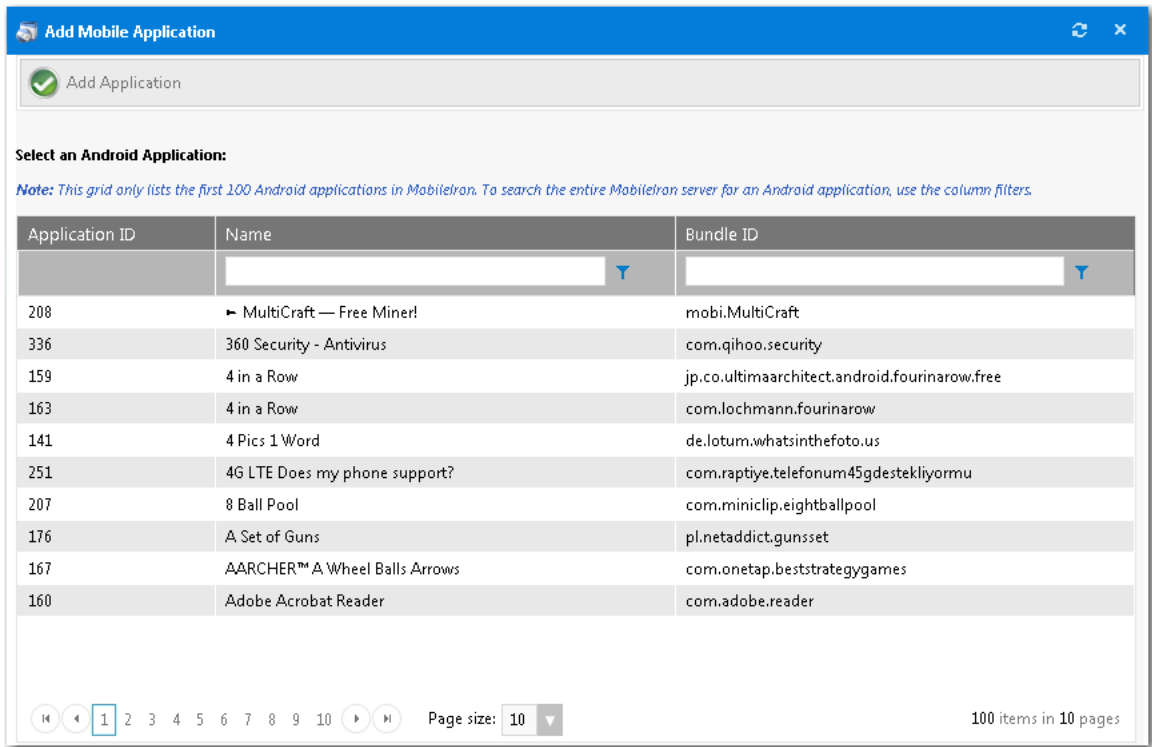 Add Mobile Application
Add Application
Select an Android Application:
Note: This grid only lists the first 100 Android applications in MobileIron. To search the entire MobileIron server for an Android application, use the column filters.
Application ID Name Bundle ID
208 ► MultiCraft — Free Miner! mobi.MultiCraft
336 360 Security - Antivirus com.qihoo.security
159 4 in a Row jp.co.ultimaarchitect.android.fourinarow.free
163 4 in a Row com.lochmann.fourinarow
141 4 Pics 1 Word de.lotum.whatsinthefoto.us
251 4G LTE Does my phone support? com.raptiye.telefonum45gdestekliyormu
207 8 Ball Pool com.miniclip.eightballpool
176 A Set of Guns pl.netaddict.gunsset
167 AARCHER™ A Wheel Balls Arrows com.onetap.beststrategygames
160 Adobe Acrobat Reader com.adobe.reader
1 2 3 4 5 6 7 8 9 10 Page size: 10 100 items in 10 pages